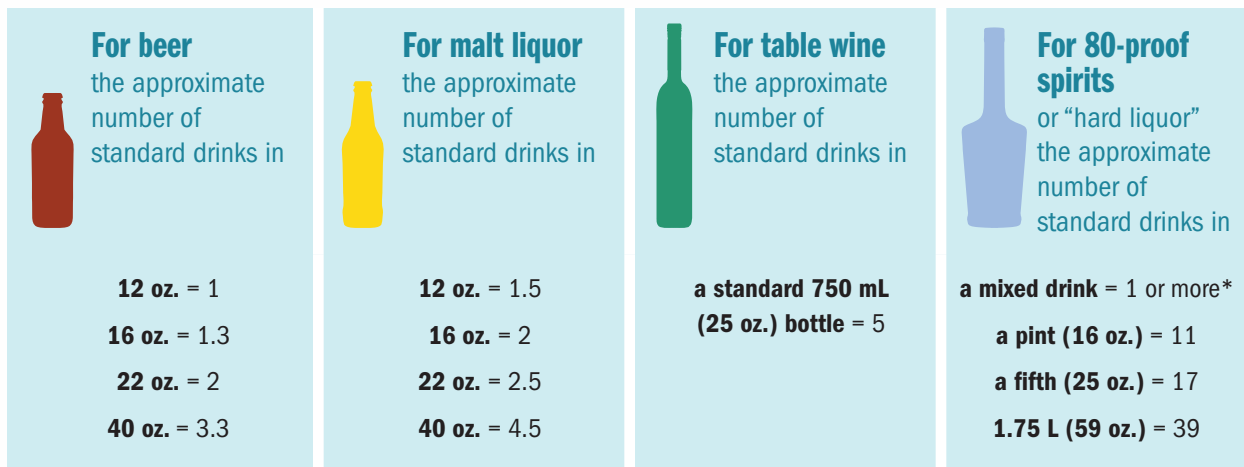 For beer
the approximate
number of
standard drinks in
12 oz. = 1
16 oz. = 1.3
22 oz. = 2
40 oz. = 3.3
For malt liquor
the approximate
number of
standard drinks in
12 oz. = 1.5
16 oz. = 2
22 oz. = 2.5
40 oz. = 4.5
For table wine
the approximate
number of
standard drinks in
a standard 750 mL
(25 oz.) bottle = 5
For 80-proof
spirits
or “hard liquor”
the approximate
number of
standard drinks in
a mixed drink = 1 or more*
a pint (16 oz.) = 11
a fifth (25 oz.) = 17
1.75 L (59 oz.) = 39